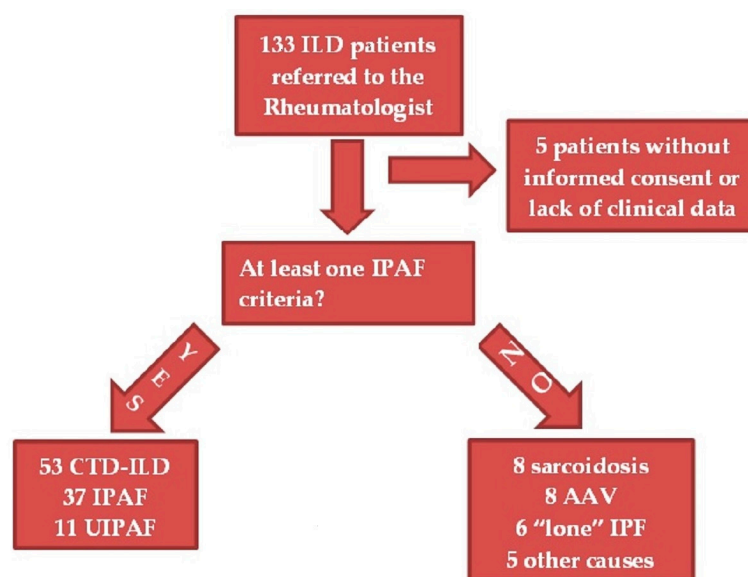 133 ILD patients
referred to the
Rheumatologist
5 patients without
informed consent or
lack of clinical data
At least one IPAF
criteria?
YES
NO
53 CTD-ILD
37 IPAF
11 UIPAF
8 sarcoidosis
8 AAV
6 “lone” IPF
5 other causes